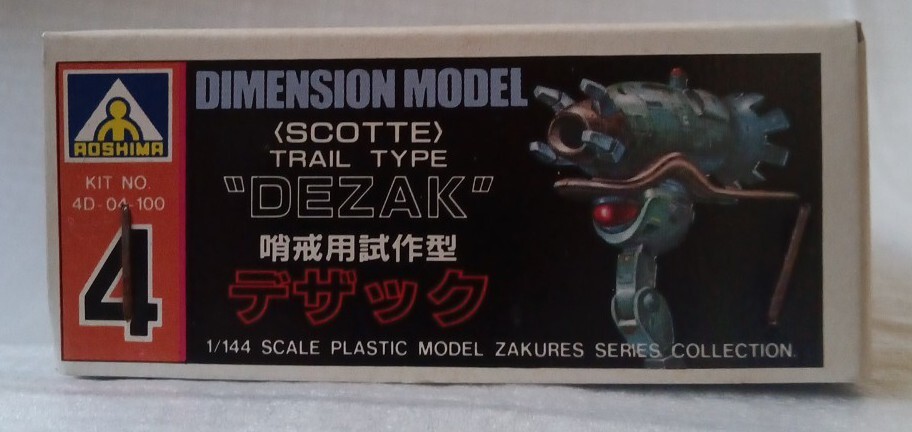 AOSHIMA
KIT NO.
4D-04-100
4
DIMENSION MODEL
〈SCOTTE〉
TRAIL TYPE
"DEZAK"
哨戒用試作型
デザック
1/144 SCALE PLASTIC MODEL ZAKURES SERIES COLLECTION.